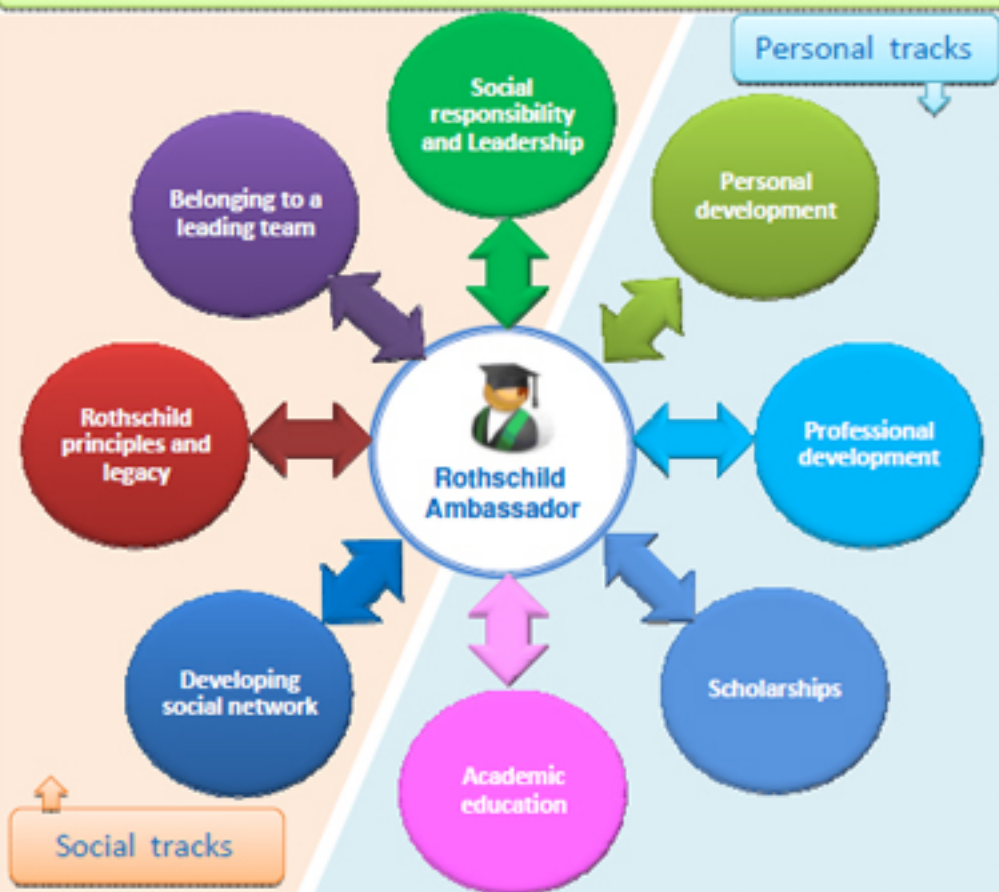 Personal tracks
Social
responsibility
and Leadership
Personal
development
Belonging to a
leading team
Rothschild
principles and
legacy
Rothschild
Ambassador
Professional
development
Developing
social network
Scholarships
Academic
education
Social tracks